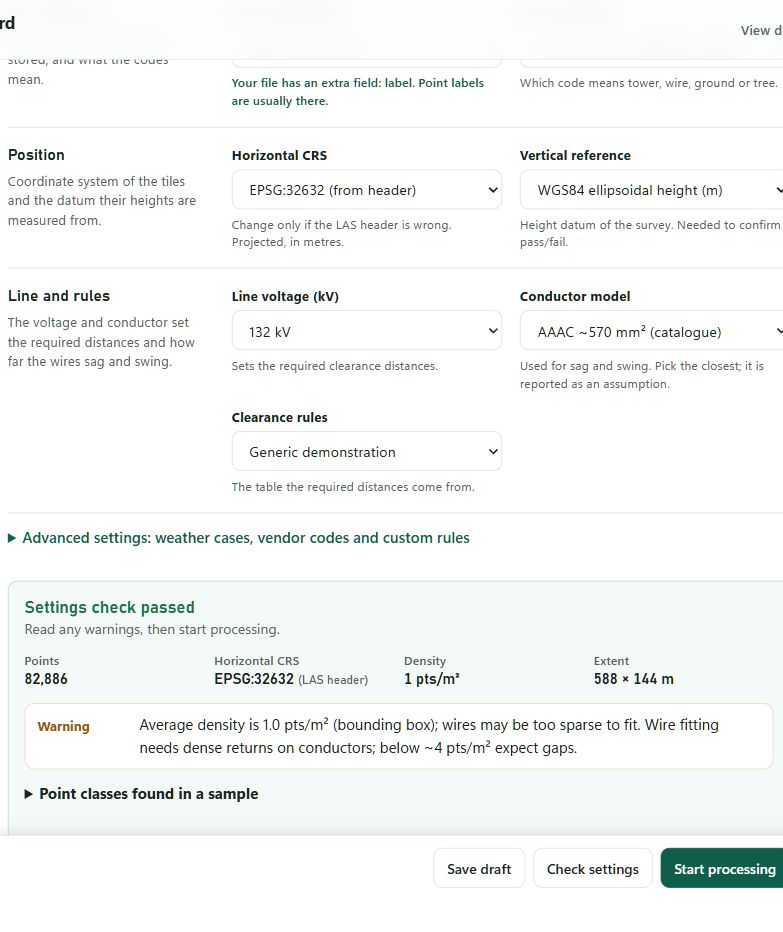 rd
View d
stored, and what the codes
mean.
Your file has an extra field: label. Point labels
are usually there.
Which code means tower, wire, ground or tree.
Position
Coordinate system of the tiles
and the datum their heights are
measured from.
Horizontal CRS
EPSG:32632 (from header)
Change only if the LAS header is wrong.
Projected, in metres.
Vertical reference
WGS84 ellipsoidal height (m)
Height datum of the survey. Needed to confirm
pass/fail.
Line and rules
The voltage and conductor set
the required distances and how
far the wires sag and swing.
Line voltage (kV)
132 kV
Sets the required clearance distances.
Conductor model
AAAC ~570 mm² (catalogue)
Used for sag and swing. Pick the closest; it is
reported as an assumption.
Clearance rules
Generic demonstration
The table the required distances come from.
Advanced settings: weather cases, vendor codes and custom rules
Settings check passed
Read any warnings, then start processing.
Points
82,886
Horizontal CRS
EPSG:32632 (LAS header)
Density
1 pts/m²
Extent
588 × 144 m
Warning
Average density is 1.0 pts/m² (bounding box); wires may be too sparse to fit. Wire fitting
needs dense returns on conductors; below ~4 pts/m² expect gaps.
Point classes found in a sample
Save draft
Check settings
Start processing